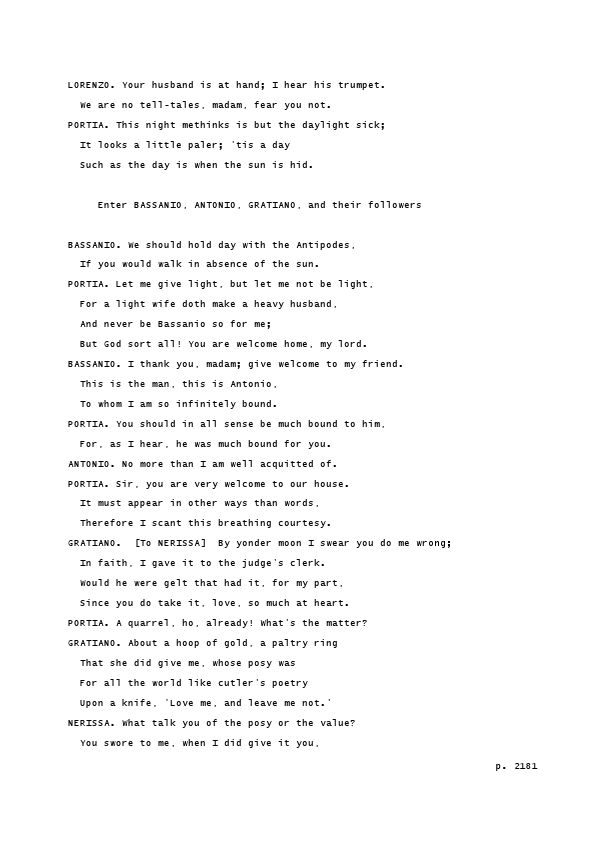 LORENZO. Your husband is at hand; I hear his trumpet.
We are no tell-tales, madam, fear you not.
PORTIA. This night methinks is but the daylight sick;
It looks a little paler; 'tis a day
Such as the day is when the sun is hid.
Enter BASSANIO, ANTONIO, GRATIANO, and their followers
BASSANIO. We should hold day with the Antipodes,
If you would walk in absence of the sun.
PORTIA. Let me give light, but let me not be light,
For a light wife doth make a heavy husband,
And never be Bassanio so for me;
But God sort all! You are welcome home, my lord.
BASSANIO. I thank you, madam; give welcome to my friend.
This is the man, this is Antonio,
To whom I am so infinitely bound.
PORTIA. You should in all sense be much bound to him,
For, as I hear, he was much bound for you.
ANTONIO. No more than I am well acquitted of.
PORTIA. Sir, you are very welcome to our house.
It must appear in other ways than words,
Therefore I scant this breathing courtesy.
GRATIANO.  [To NERISSA]  By yonder moon I swear you do me wrong;
In faith, I gave it to the judge's clerk.
Would he were gelt that had it, for my part,
Since you do take it, love, so much at heart.
PORTIA. A quarrel, ho, already! What's the matter?
GRATIANO. About a hoop of gold, a paltry ring
That she did give me, whose posy was
For all the world like cutler's poetry
Upon a knife, 'Love me, and leave me not.'
NERISSA. What talk you of the posy or the value?
You swore to me, when I did give it you,
p. 2181